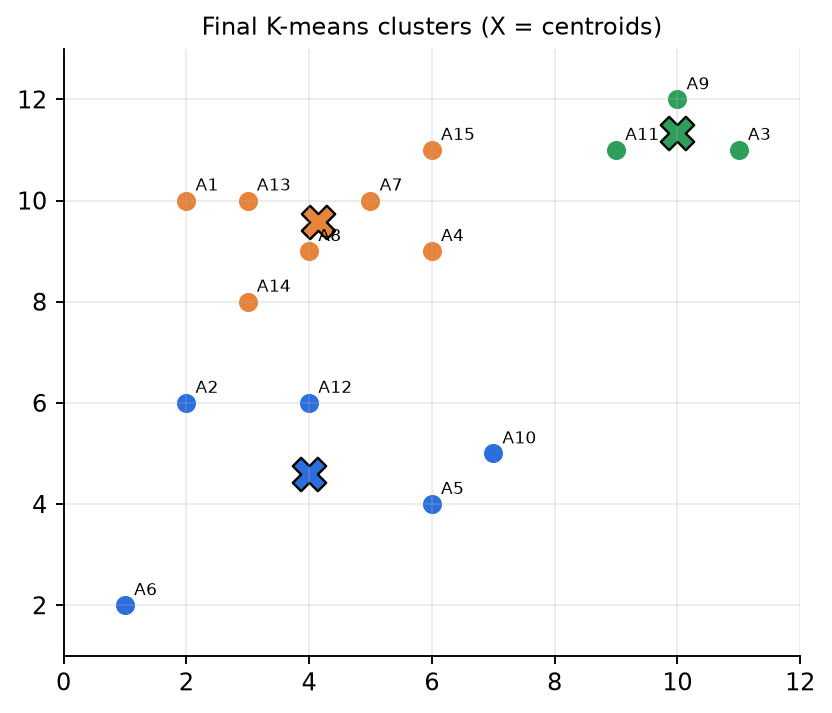 Final K-means clusters (X = centroids)
12
10
8
6
4
2
0
2
4
6
8
10
12
A9
A15
A11
A3
A1
A13
A7
A8
A4
A14
A2
A12
A10
A5
A6